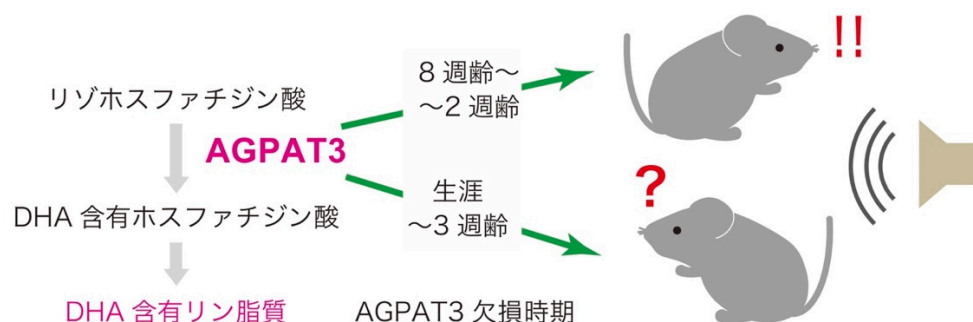 リゾホスファチジン酸
AGPAT3
DHA 含有ホスファチジン酸
DHA 含有リン脂質
8 週齢〜
〜2 週齢
生涯
〜3 週齢
AGPAT3 欠損時期
!!
?